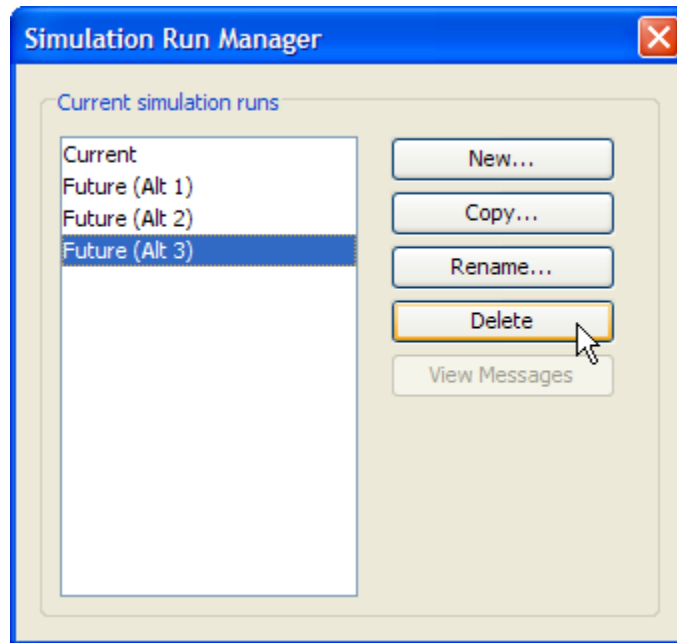 Simulation Run Manager
Current simulation runs
Current
Future (Alt 1)
Future (Alt 2)
Future (Alt 3)
New...
Copy...
Rename...
Delete
View Messages